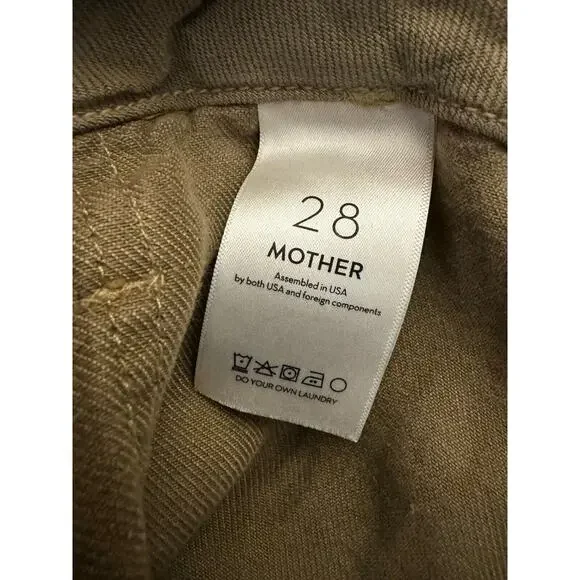 28
MOTHER
Assembled in USA
by both USA and foreign components
DO YOUR OWN LAUNDRY